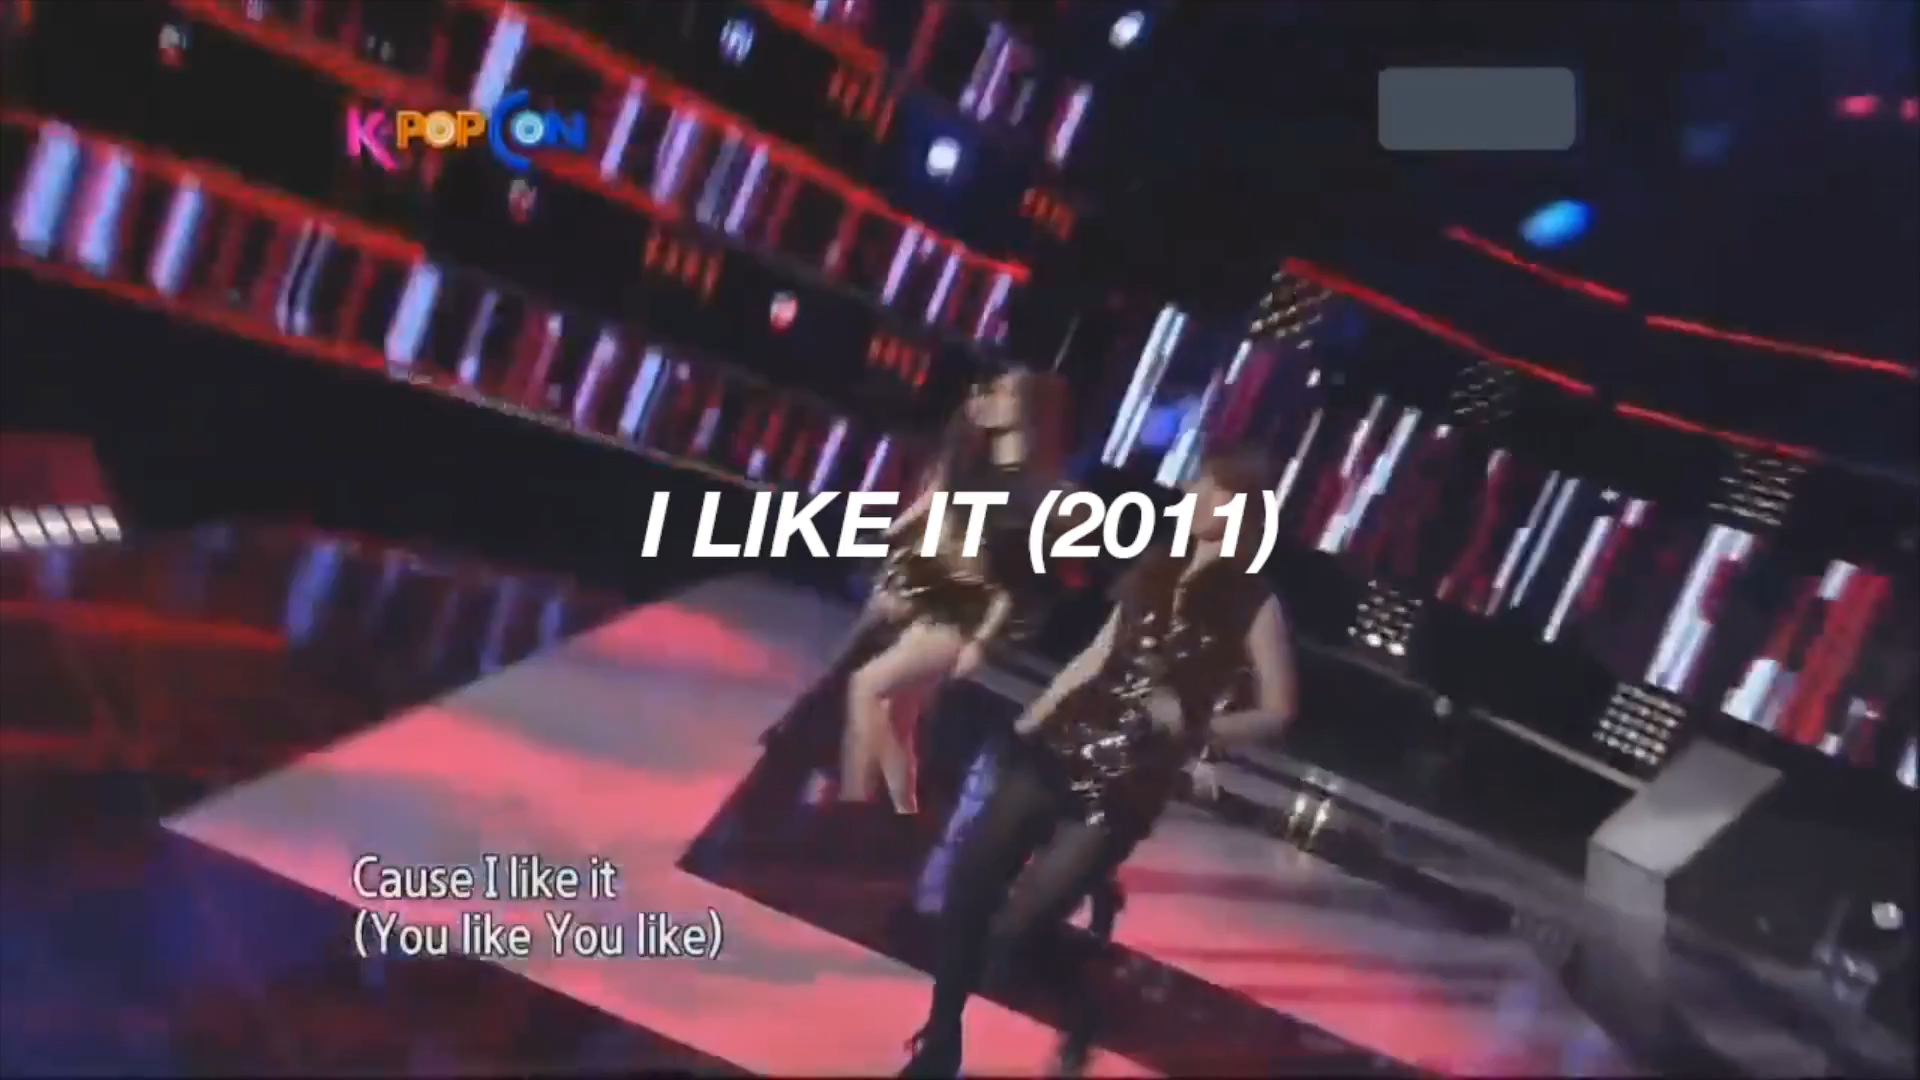 K-POP CON
I LIKE IT (2011)
Cause I like it
(You like You like)